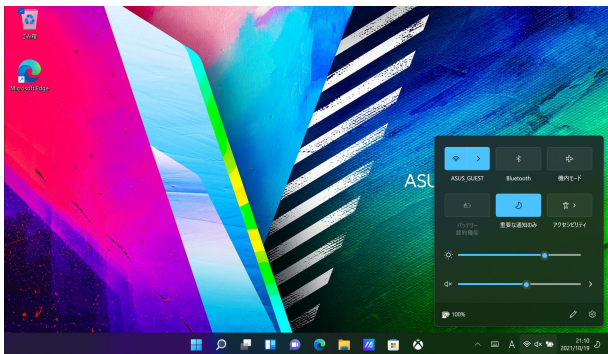 ごみ箱
Microsoft Edge
ASU
ASUS_GUEST
Bluetooth
機内モード
バッテリー
節約機能
重要な通知のみ
アクセシビリティ
100%
A
21:10
2021/10/19